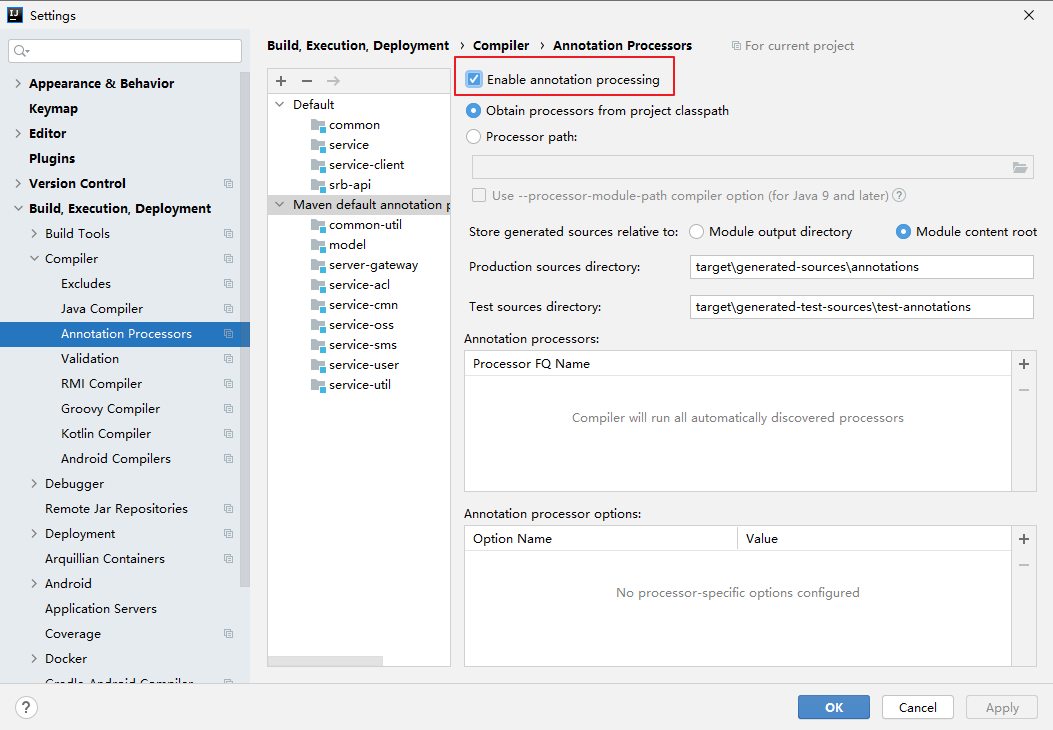 Settings
Build, Execution, Deployment › Compiler › Annotation Processors For current project
Appearance & Behavior
Keymap
Editor
Plugins
Version Control
Build, Execution, Deployment
Build Tools
Compiler
Excludes
Java Compiler
Annotation Processors
Validation
RMI Compiler
Groovy Compiler
Kotlin Compiler
Android Compilers
Debugger
Remote Jar Repositories
Deployment
Arquillian Containers
Android
Application Servers
Coverage
Docker
Gradle-Android Compiler
Default
common
service
service-client
srb-api
Maven default annotation p
common-util
model
server-gateway
service-acl
service-cmn
service-oss
service-sms
service-user
service-util
Enable annotation processing
Obtain processors from project classpath
Processor path:
Use --processor-module-path compiler option (for Java 9 and later) ?
Store generated sources relative to: Module output directory Module content root
Production sources directory: target\generated-sources\annotations
Test sources directory: target\generated-test-sources\test-annotations
Annotation processors:
Processor FQ Name
Compiler will run all automatically discovered processors
Annotation processor options:
Option Name Value
No processor-specific options configured
? OK Cancel Apply